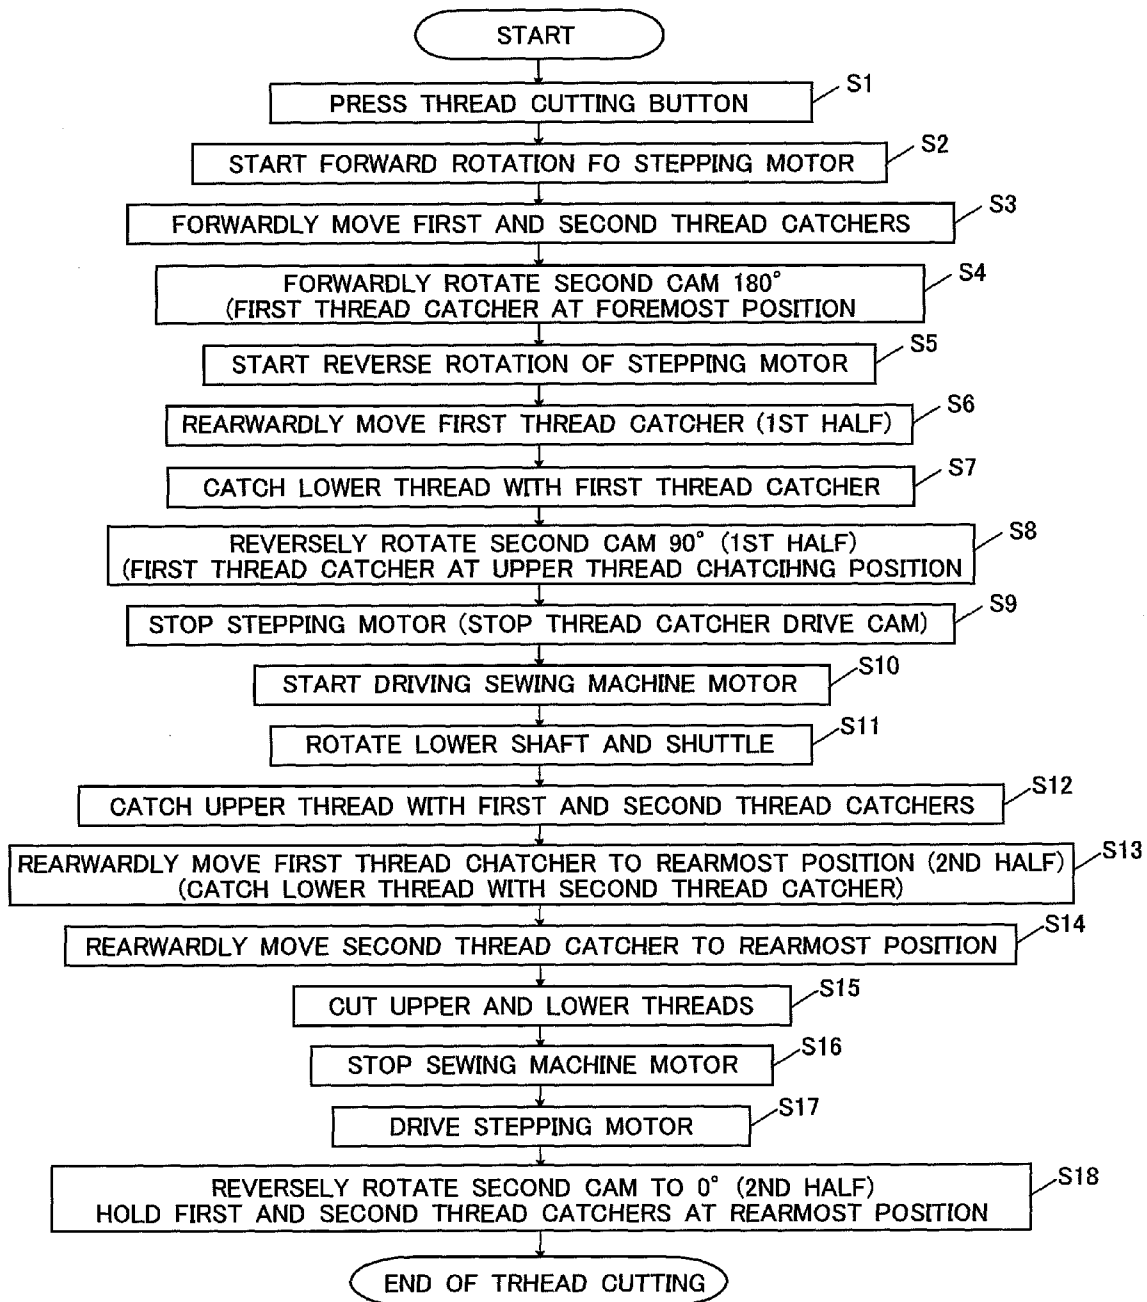 START
S1
PRESS THREAD CUTTING BUTTON
S2
START FORWARD ROTATION FO STEPPING MOTOR
S3
FORWARDLY MOVE FIRST AND SECOND THREAD CATCHERS
S4
FORWARDLY ROTATE SECOND CAM 180°
(FIRST THREAD CATCHER AT FOREMOST POSITION
S5
START REVERSE ROTATION OF STEPPING MOTOR
S6
REARWARDLY MOVE FIRST THREAD CATCHER (1ST HALF)
S7
CATCH LOWER THREAD WITH FIRST THREAD CATCHER
S8
REVERSELY ROTATE SECOND CAM 90° (1ST HALF)
(FIRST THREAD CATCHER AT UPPER THREAD CHATCIHNG POSITION
S9
STOP STEPPING MOTOR (STOP THREAD CATCHER DRIVE CAM)
S10
START DRIVING SEWING MACHINE MOTOR
S11
ROTATE LOWER SHAFT AND SHUTTLE
S12
CATCH UPPER THREAD WITH FIRST AND SECOND THREAD CATCHERS
S13
REARWARDLY MOVE FIRST THREAD CHATCHER TO REARMOST POSITION (2ND HALF)
(CATCH LOWER THREAD WITH SECOND THREAD CATCHER)
S14
REARWARDLY MOVE SECOND THREAD CATCHER TO REARMOST POSITION
S15
CUT UPPER AND LOWER THREADS
S16
STOP SEWING MACHINE MOTOR
S17
DRIVE STEPPING MOTOR
S18
REVERSELY ROTATE SECOND CAM TO 0° (2ND HALF)
HOLD FIRST AND SECOND THREAD CATCHERS AT REARMOST POSITION
END OF TRHEAD CUTTING